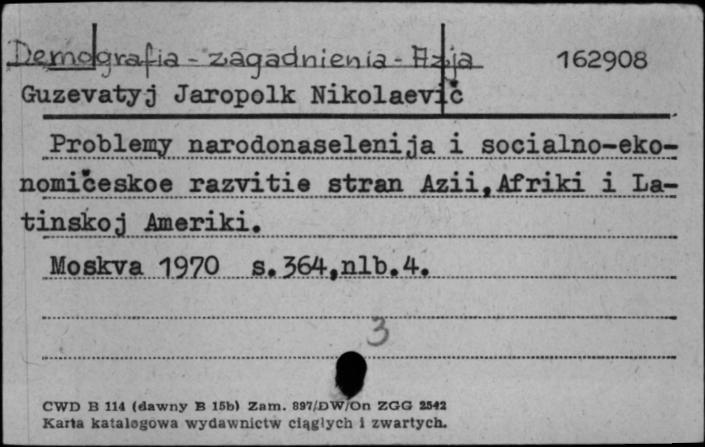 Demografia - zagadnienia - Azja 162908
Guzevatyj Jaropolk Nikolaevič
Problemy narodonaselenija i socialno-eko-
nomičeskoe razvitie stran Azii,Afriki i La-
tinskoj Ameriki.
Moskva 1970 s.364,nlb.4.
3
CWD B 114 (dawny B 15b) Zam. 897/DW/On ZGG 2542
Karta katalogowa wydawnictw ciągłych i zwartych.